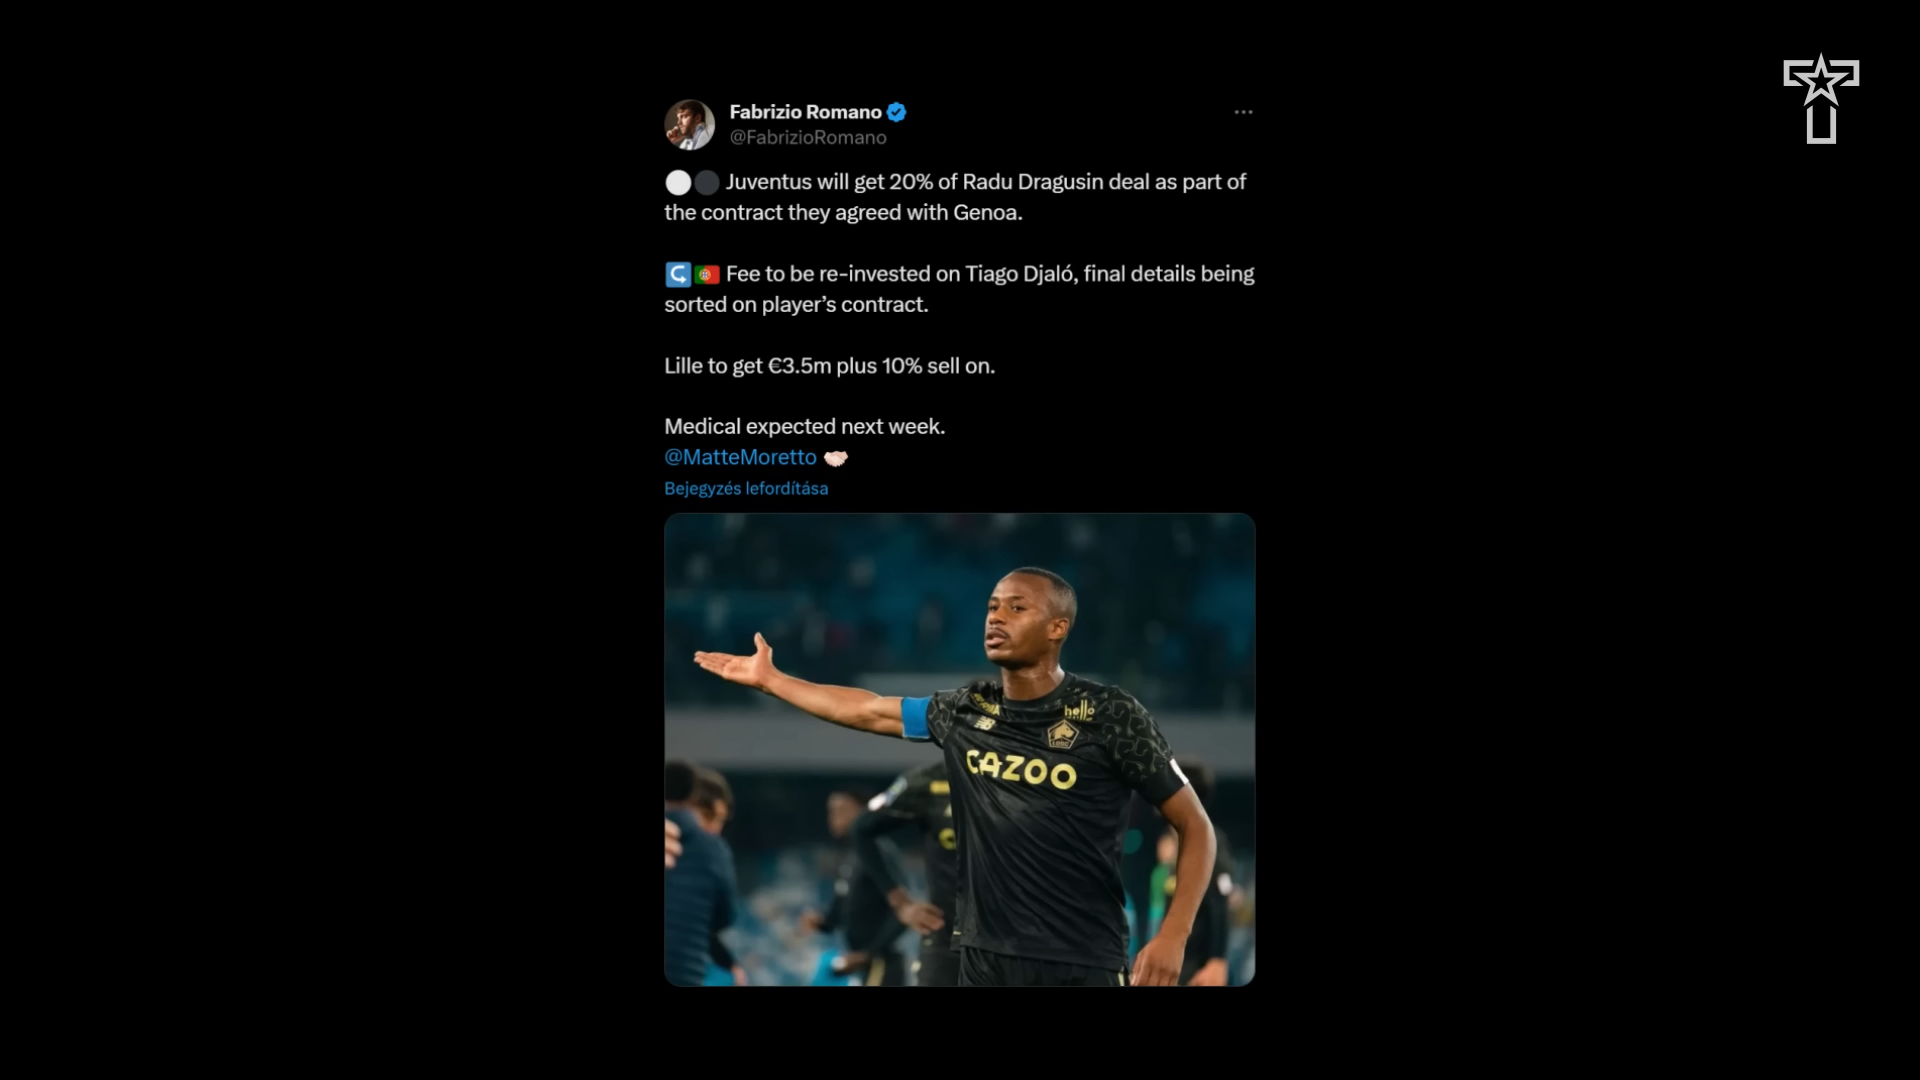 Fabrizio Romano
@FabrizioRomano
Juventus will get 20% of Radu Dragusin deal as part of
the contract they agreed with Genoa.
Fee to be re-invested on Tiago Djaló, final details being
sorted on player’s contract.
Lille to get €3.5m plus 10% sell on.
Medical expected next week.
@MatteMoretto
Bejegyzés lefordítása
hello
CAZOO